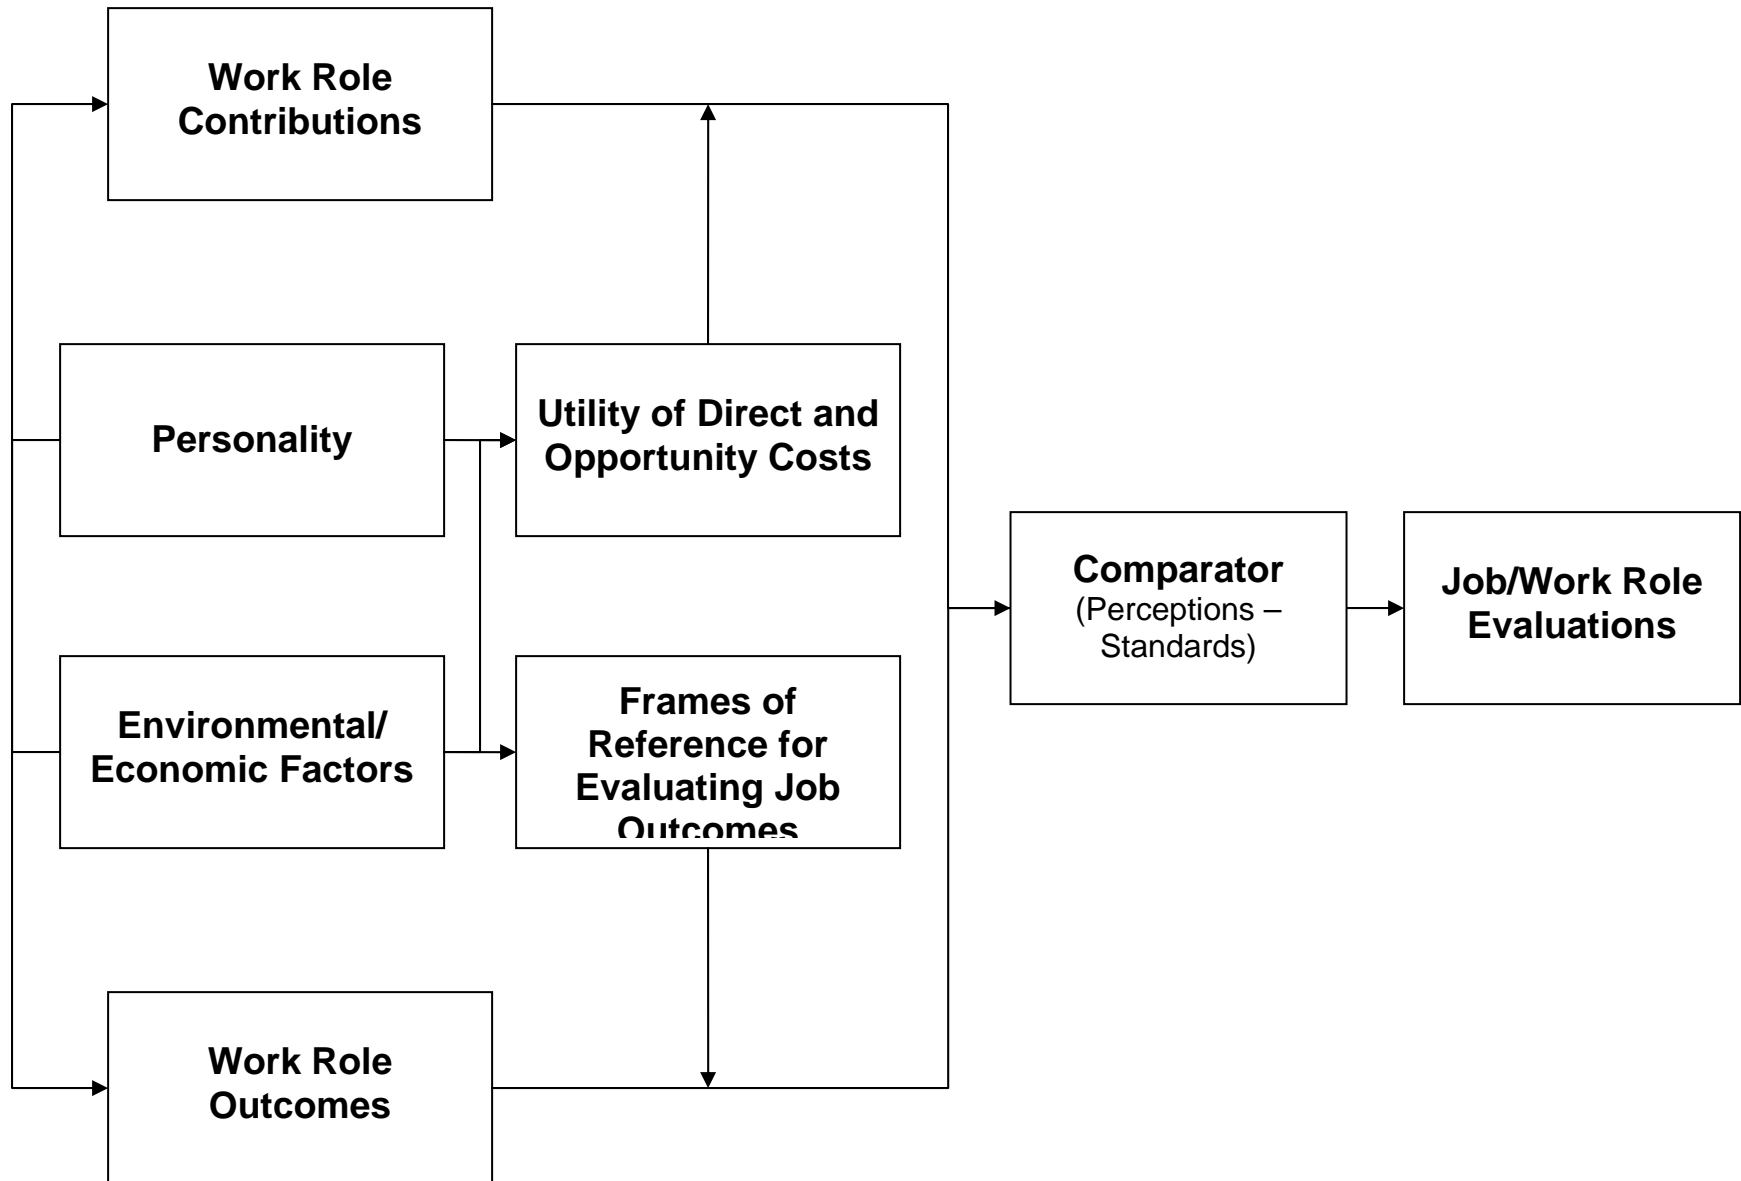 Work Role
Contributions
Personality
Utility of Direct and
Opportunity Costs
Comparator
(Perceptions –
Standards)
Job/Work Role
Evaluations
Environmental/
Economic Factors
Frames of
Reference for
Evaluating Job
Outcomes
Work Role
Outcomes